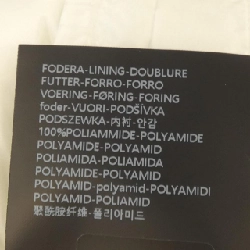 FODERA-LINING-DOUBLURE
FUTTER-FORRO-FORRO
VOERING-FØRING-FORING
foder-VUORI-PODŠÍVKA
PODSZEWKA-内衬-안감
100%POLIAMMIDE-POLYAMIDE
POLYAMIDE-POLYAMID
POLIAMIDA-POLIAMIDA
POLYAMIDE-POLYAMID
POLYAMID-polyamid-POLYAMIDI
POLYAMID-POLIAMID
聚酰胺纤维-폴리아미드